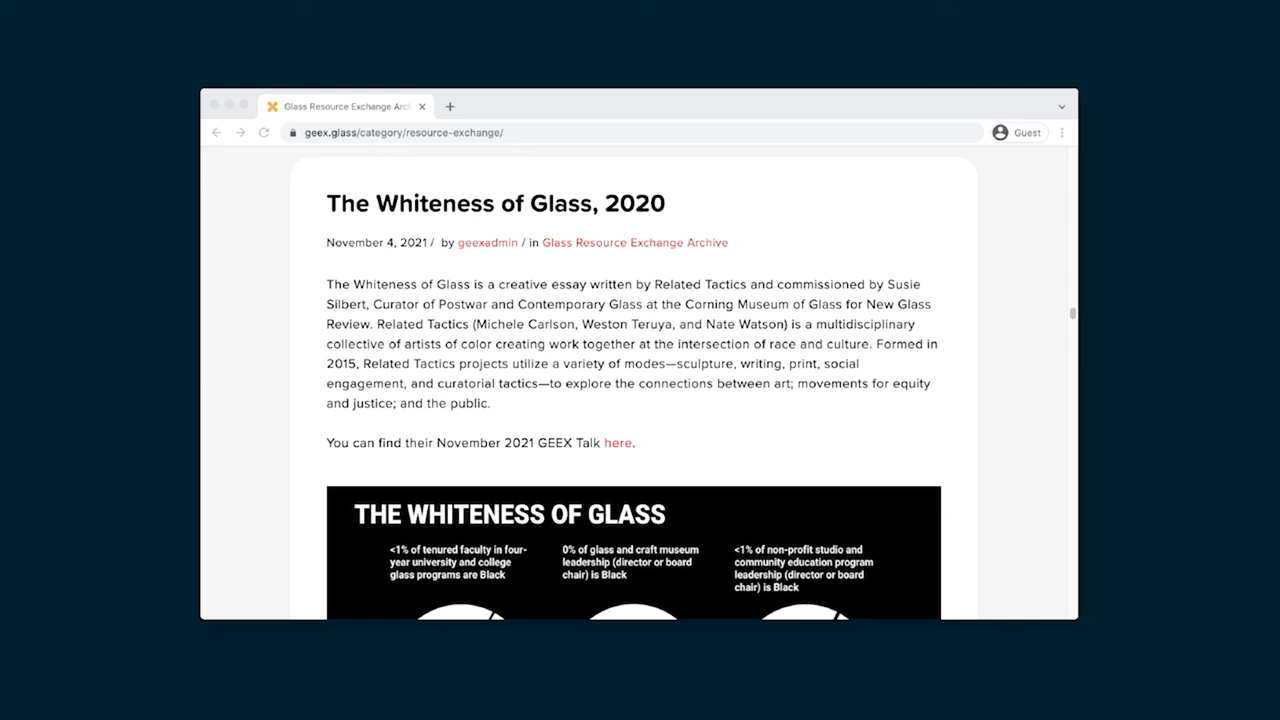 Glass Resource Exchange Arc
geex.glass/category/resource-exchange/
Guest
The Whiteness of Glass, 2020
November 4, 2021 / by geexadmin / in Glass Resource Exchange Archive
The Whiteness of Glass is a creative essay written by Related Tactics and commissioned by Susie
Silbert, Curator of Postwar and Contemporary Glass at the Corning Museum of Glass for New Glass
Review. Related Tactics (Michele Carlson, Weston Teruya, and Nate Watson) is a multidisciplinary
collective of artists of color creating work together at the intersection of race and culture. Formed in
2015, Related Tactics projects utilize a variety of modes—sculpture, writing, print, social
engagement, and curatorial tactics—to explore the connections between art; movements for equity
and justice; and the public.
You can find their November 2021 GEEX Talk here.
THE WHITENESS OF GLASS
<1% of tenured faculty in four-
year university and college
glass programs are Black
0% of glass and craft museum
leadership (director or board
chair) is Black
<1% of non-profit studio and
community education program
leadership (director or board
chair) is Black